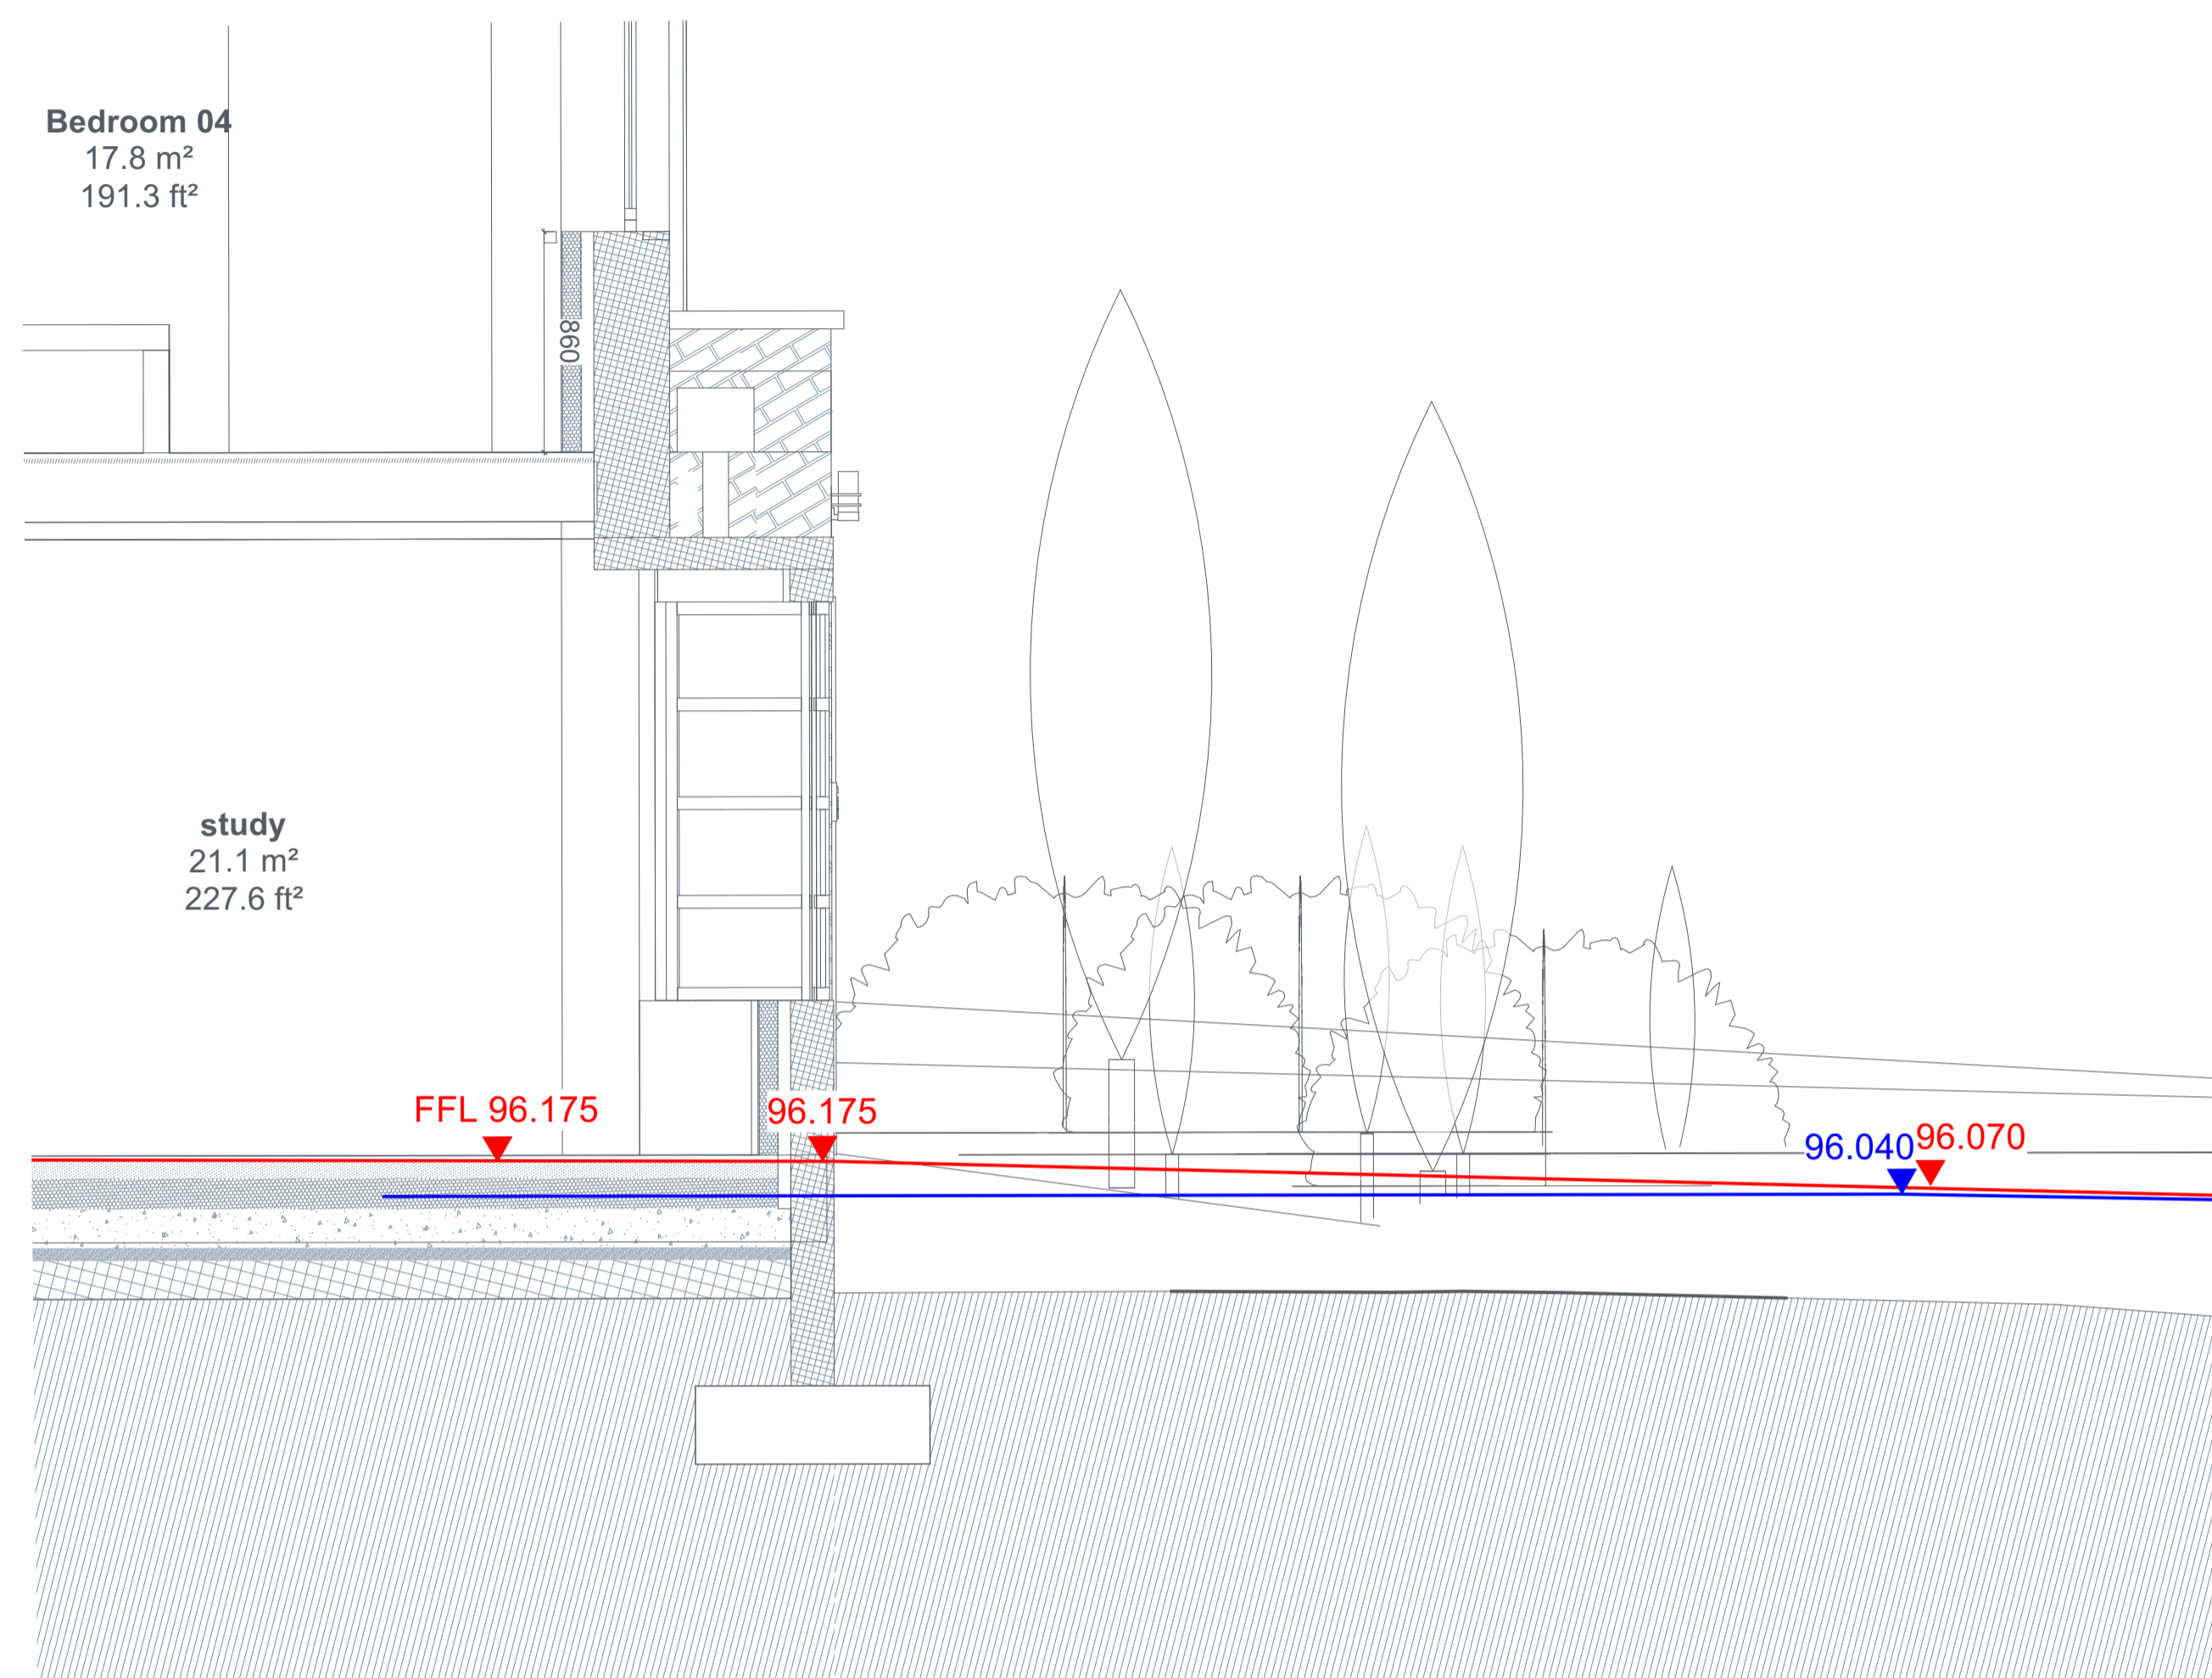 Bedroom 04
17.8 m²
191.3 ft²
860
study
21.1 m²
227.6 ft²
FFL 96.175
96.175
96.040
96.070